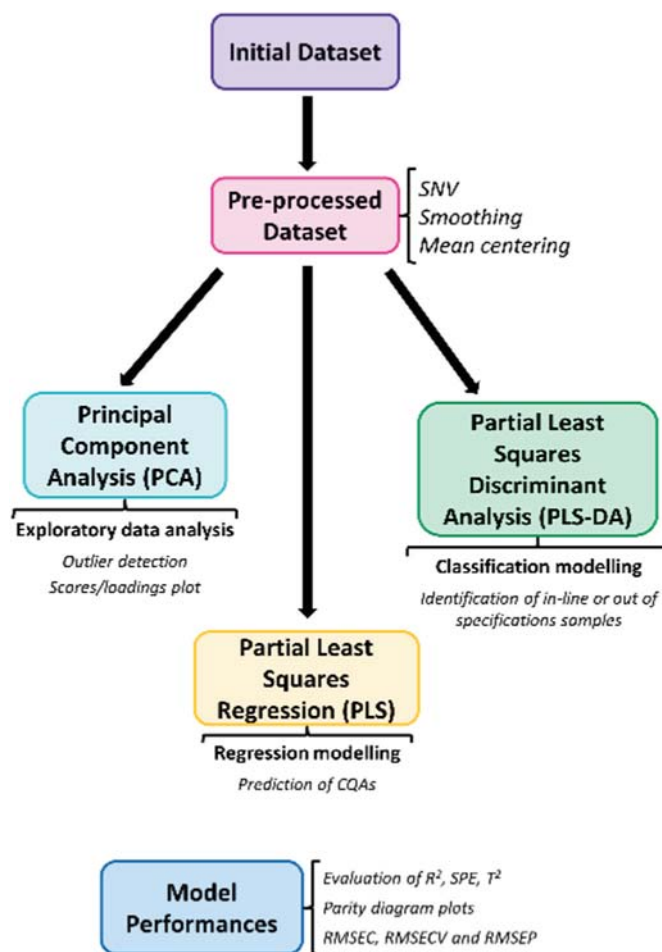 Initial Dataset
Pre-processed
Dataset
SNV
Smoothing
Mean centering
Principal
Component
Analysis (PCA)
Exploratory data analysis
Outlier detection
Scores/loadings plot
Partial Least
Squares
Discriminant
Analysis (PLS-DA)
Classification modelling
Identification of in-line or out of
specifications samples
Partial Least
Squares
Regression (PLS)
Regression modelling
Prediction of CQAs
Model
Performances
Evaluation of R², SPE, T²
Parity diagram plots
RMSEC, RMSECV and RMSEP